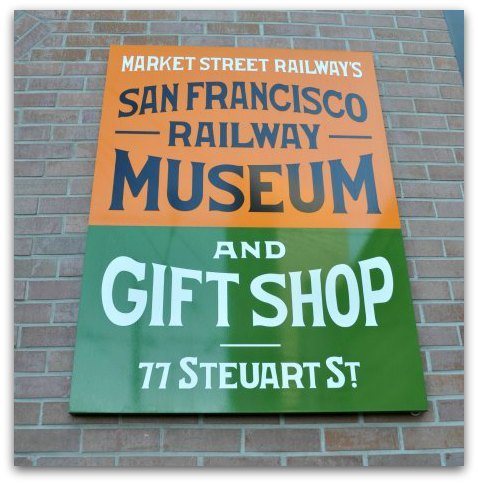 MARKET STREET RAILWAY'S
SAN FRANCISCO
RAILWAY
MUSEUM
AND
GIFT SHOP
77 STEUART ST